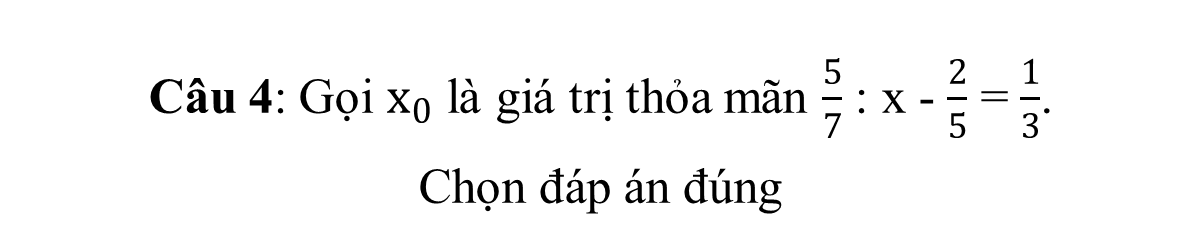 Câu 4: Gọi x₀ là giá trị thỏa mãn 5/7 : x - 2/5 = 1/3.
Chọn đáp án đúng